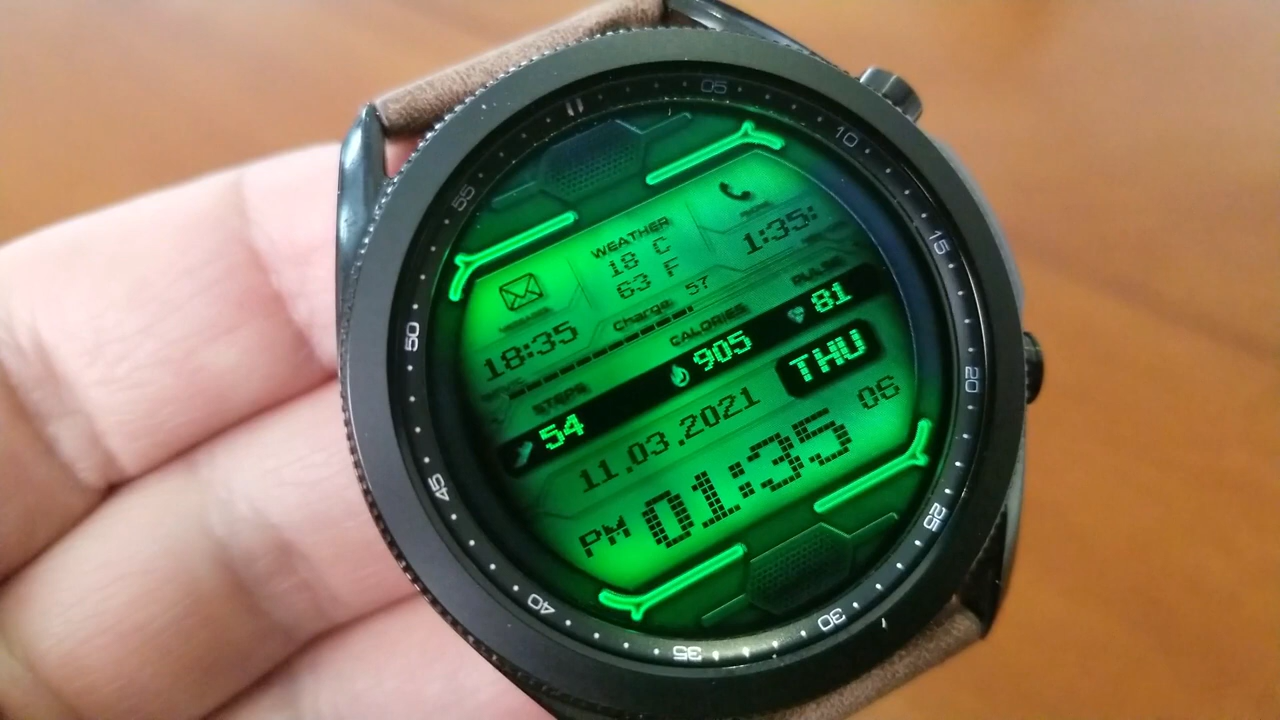 05
10
15
20
25
30
35
40
45
50
55
WEATHER
18 C
63 F
1:35:
18:35
Charge 57
PULSE
81
CALORIES
905
STEPS
54
THU
11.03.2021
PM 01:35 06